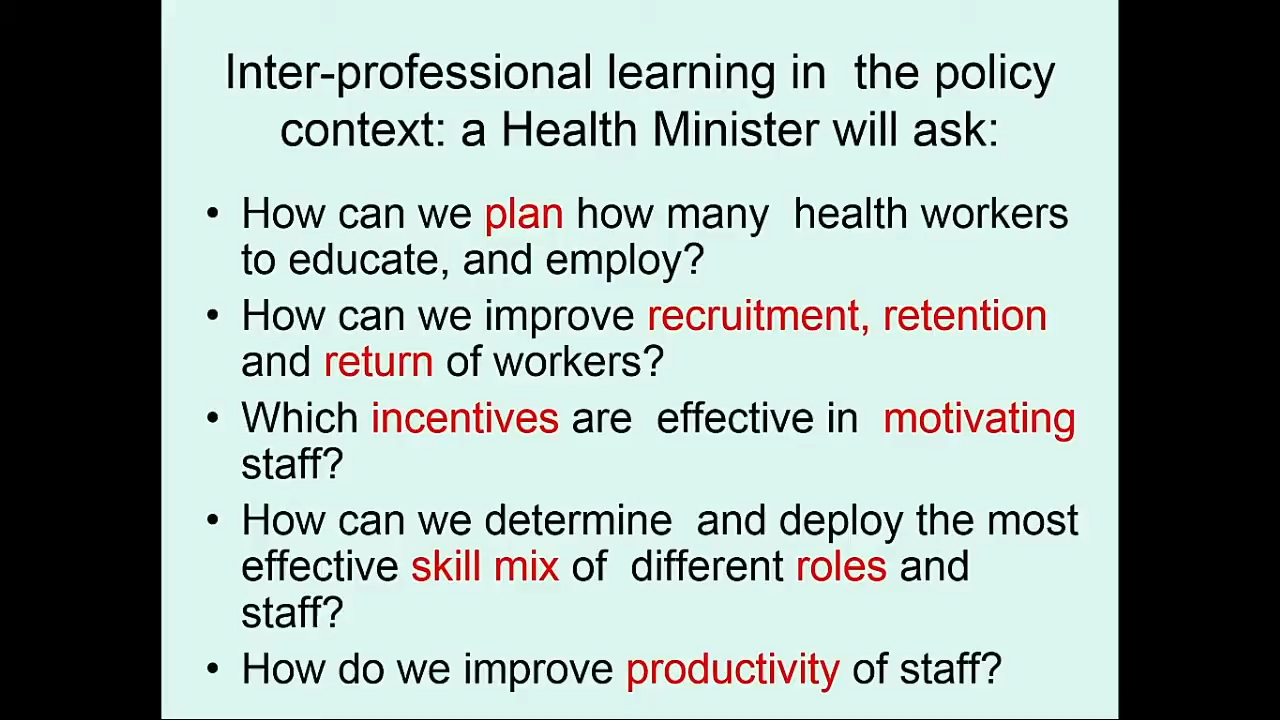 Inter-professional learning in the policy
context: a Health Minister will ask:
• How can we plan how many health workers
to educate, and employ?
• How can we improve recruitment, retention
and return of workers?
• Which incentives are effective in motivating
staff?
• How can we determine and deploy the most
effective skill mix of different roles and
staff?
• How do we improve productivity of staff?